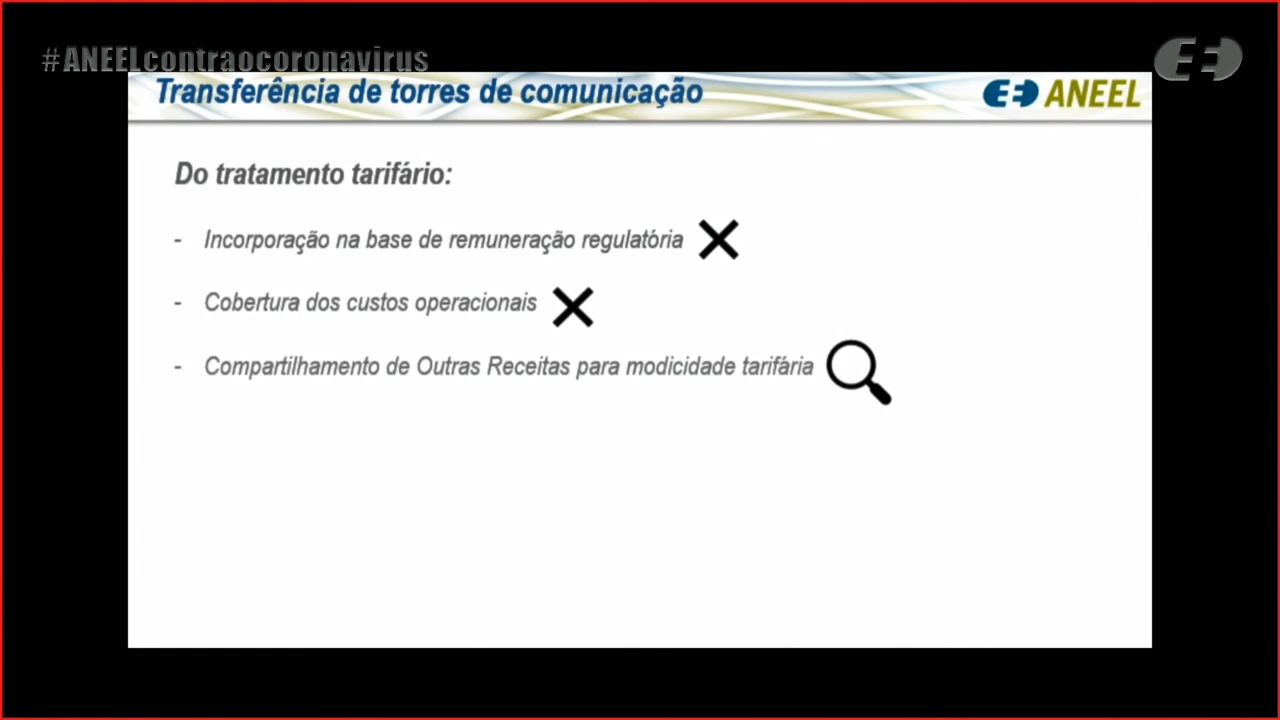 #ANEELcontraocoronavirus
Transferência de torres de comunicação
ANEEL
Do tratamento tarifário:
- Incorporação na base de remuneração regulatória
- Cobertura dos custos operacionais
- Compartilhamento de Outras Receitas para modicidade tarifária